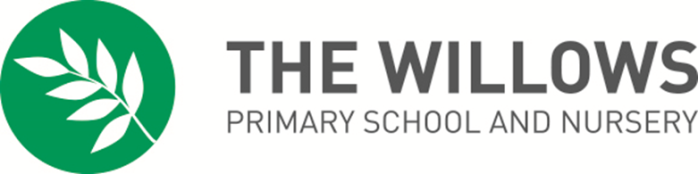 THE WILLOWS
PRIMARY SCHOOL AND NURSERY